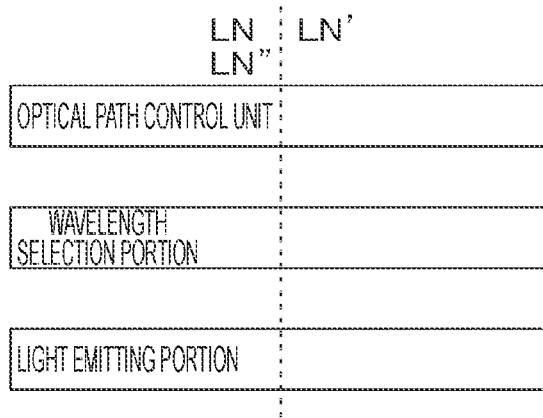 LN LN'
LN"
OPTICAL PATH CONTROL UNIT
WAVELENGTH
SELECTION PORTION
LIGHT EMITTING PORTION